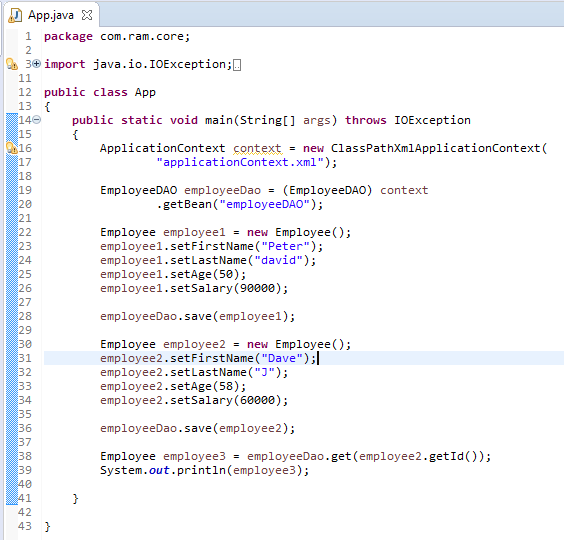 App.java
1 package com.ram.core;
2
3 import java.io.IOException;
11
12 public class App
13 {
14 public static void main(String[] args) throws IOException
15 {
16 ApplicationContext context = new ClassPathXmlApplicationContext(
17 "applicationContext.xml");
18
19 EmployeeDAO employeeDao = (EmployeeDAO) context
20 .getBean("employeeDAO");
21
22 Employee employee1 = new Employee();
23 employee1.setFirstName("Peter");
24 employee1.setLastName("david");
25 employee1.setAge(50);
26 employee1.setSalary(90000);
27
28 employeeDao.save(employee1);
29
30 Employee employee2 = new Employee();
31 employee2.setFirstName("Dave");
32 employee2.setLastName("J");
33 employee2.setAge(58);
34 employee2.setSalary(60000);
35
36 employeeDao.save(employee2);
37
38 Employee employee3 = employeeDao.get(employee2.getId());
39 System.out.println(employee3);
40
41 }
42
43 }